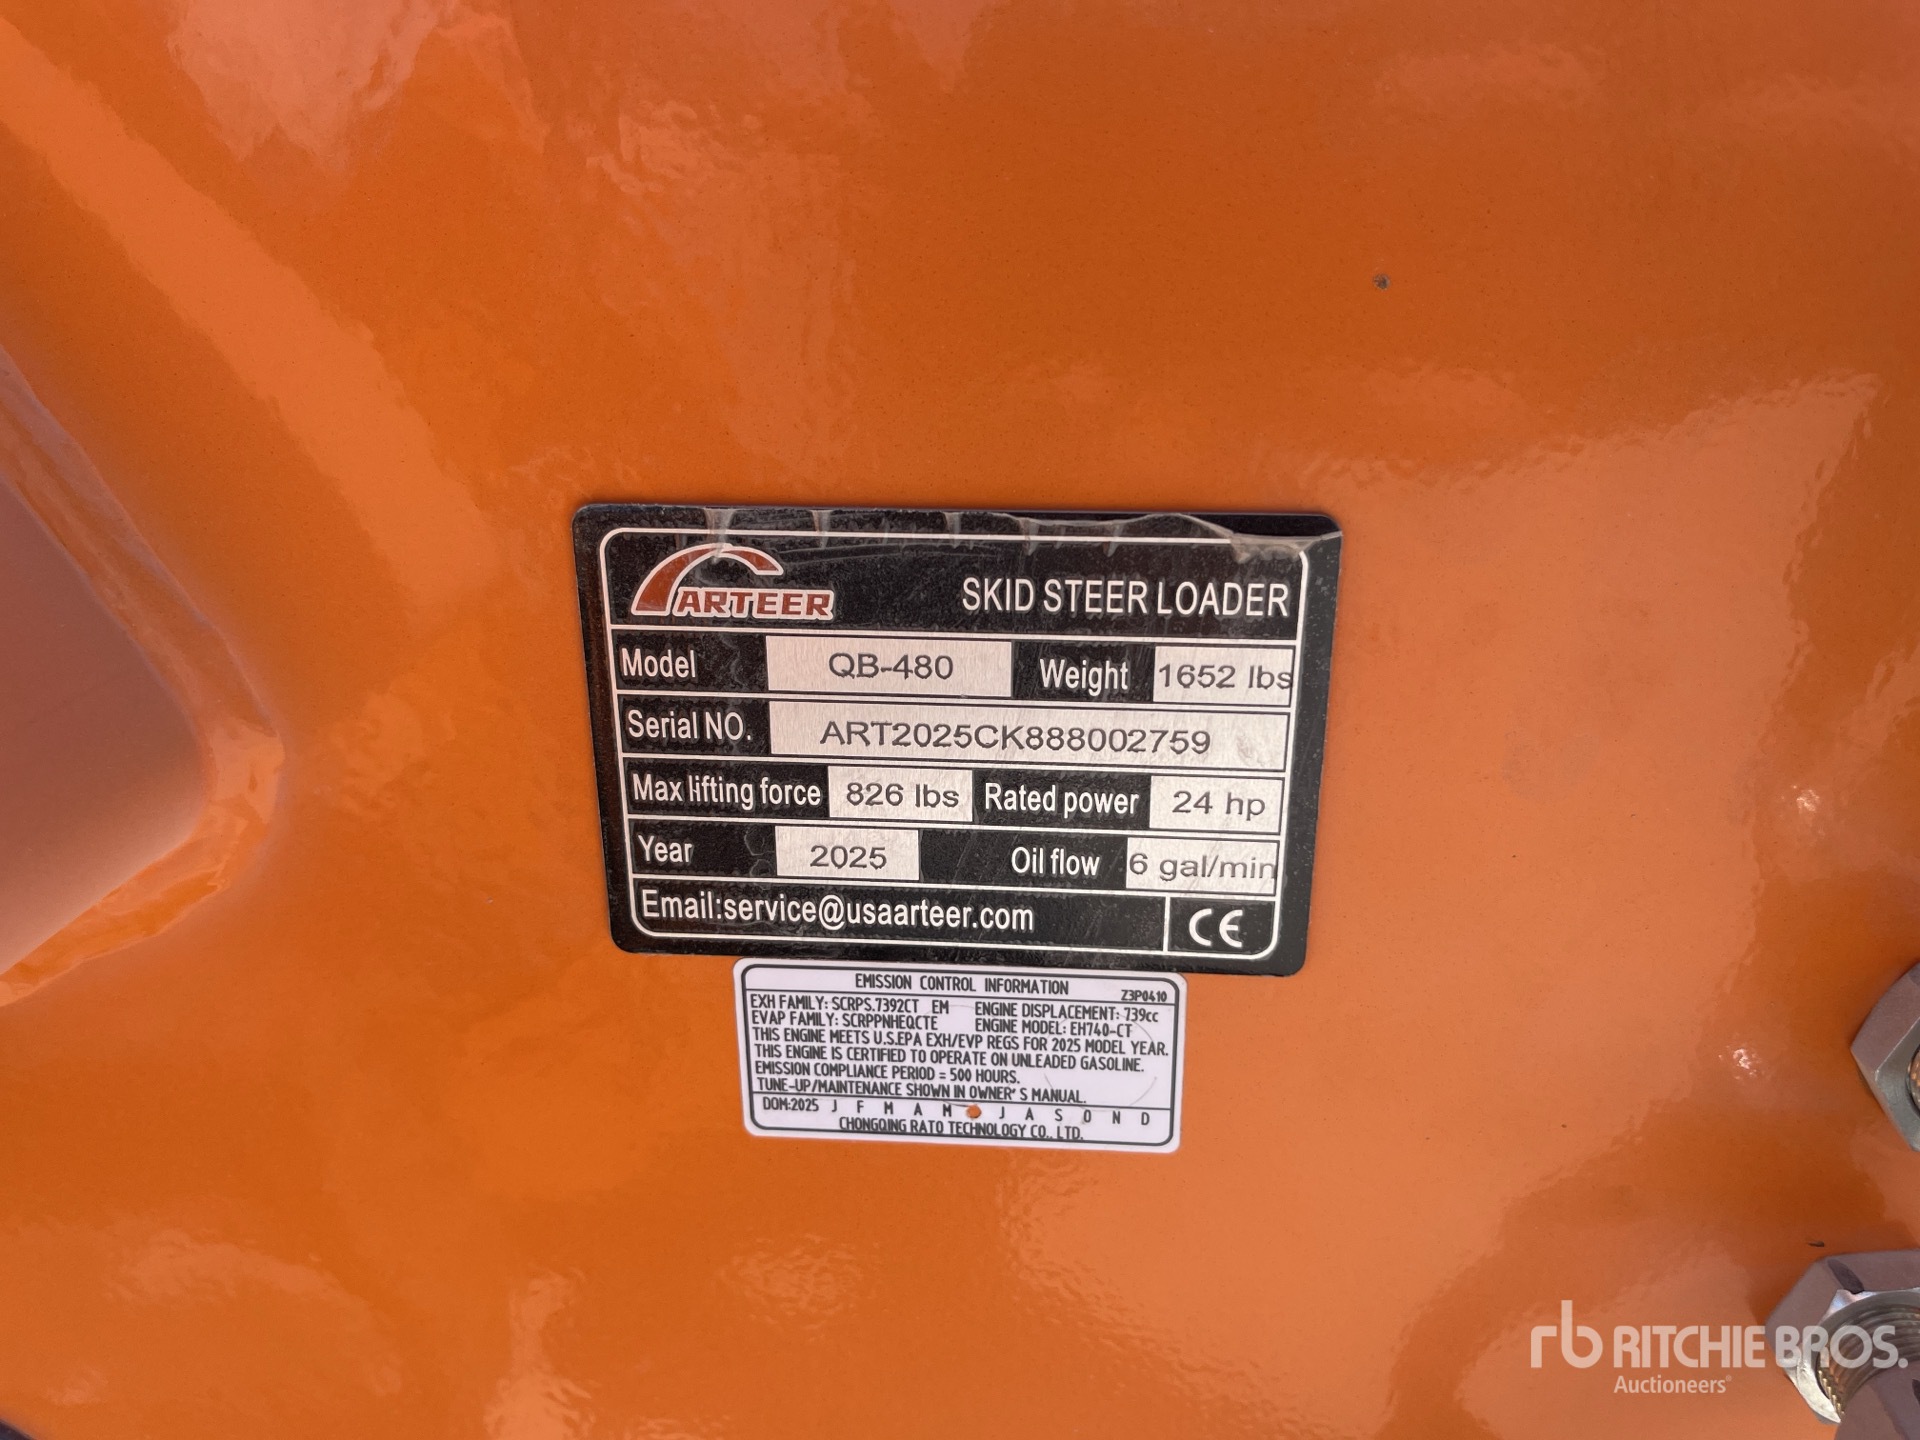 ARTEER SKID STEER LOADER
Model QB-480 Weight 1652 lbs
Serial NO. ART2025CK888002759
Max lifting force 826 lbs Rated power 24 hp
Year 2025 Oil flow 6 gal/min
Email:service@usaarteer.com CE
EMISSION CONTROL INFORMATION Z3P0410
EXH FAMILY: SCRPS.7392CT EM ENGINE DISPLACEMENT: 739cc
EVAP FAMILY: SCRPPNHEQCTE ENGINE MODEL: EH740-CT
THIS ENGINE MEETS U.S.EPA EXH/EVP REGS FOR 2025 MODEL YEAR.
THIS ENGINE IS CERTIFIED TO OPERATE ON UNLEADED GASOLINE.
EMISSION COMPLIANCE PERIOD = 500 HOURS.
TUNE-UP/MAINTENANCE SHOWN IN OWNER'S MANUAL.
DOM:2025 J F M A M J A S O N D
CHONGQING RATO TECHNOLOGY CO., LTD.
rb RITCHIE BROS.
Auctioneers